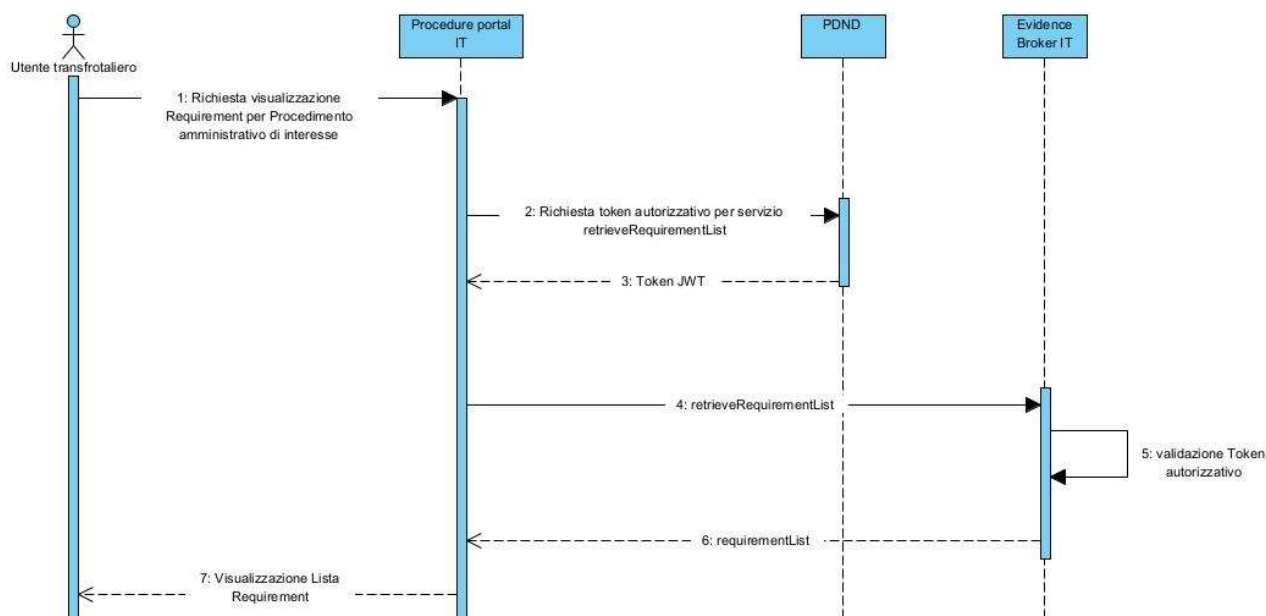 Procedure portal
IT
PDND
Evidence
Broker IT
Utente transfrotaliero
1: Richiesta visualizzazione
Requirement per Procedimento
amministrativo di interesse
2: Richiesta token autorizzativo per servizio
retrieveRequirementList
3: Token JWT
4: retrieveRequirementList
5: validazione Token
autorizzativo
6: requirementList
7: Visualizzazione Lista
Requirement